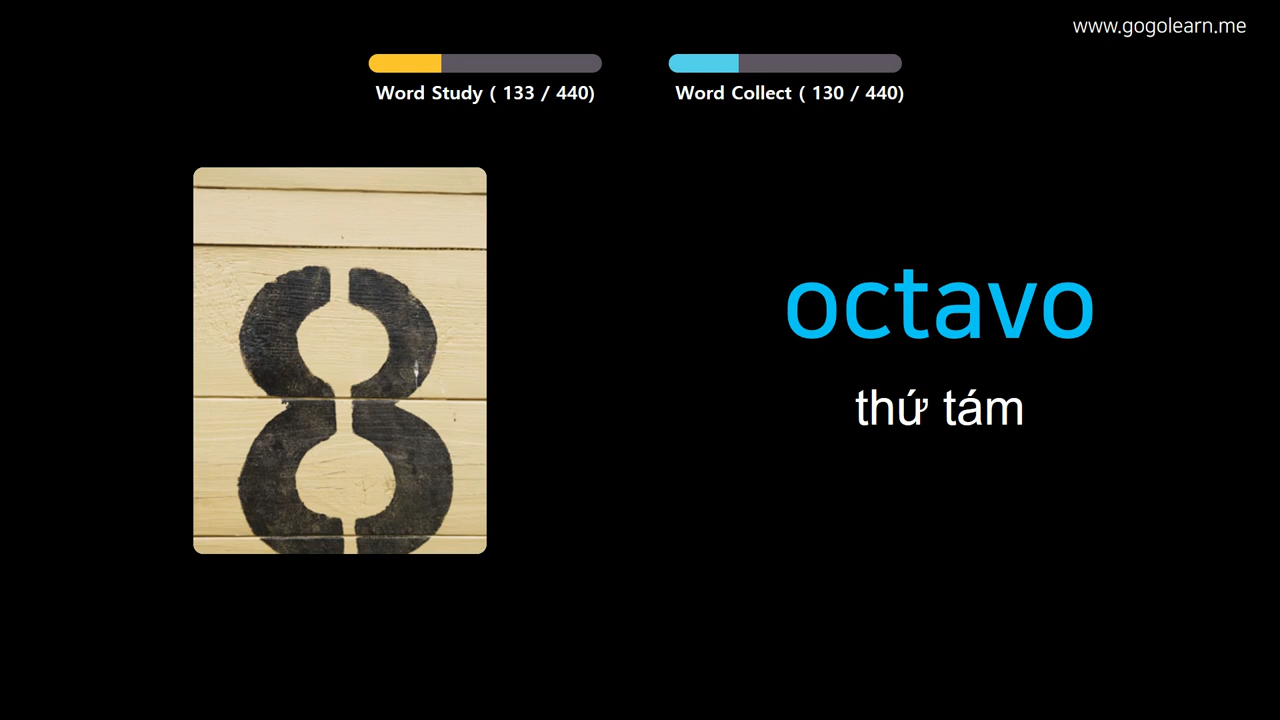 www.gogolearn.me
Word Study ( 133 / 440)
Word Collect ( 130 / 440)
8
octavo
thứ tám